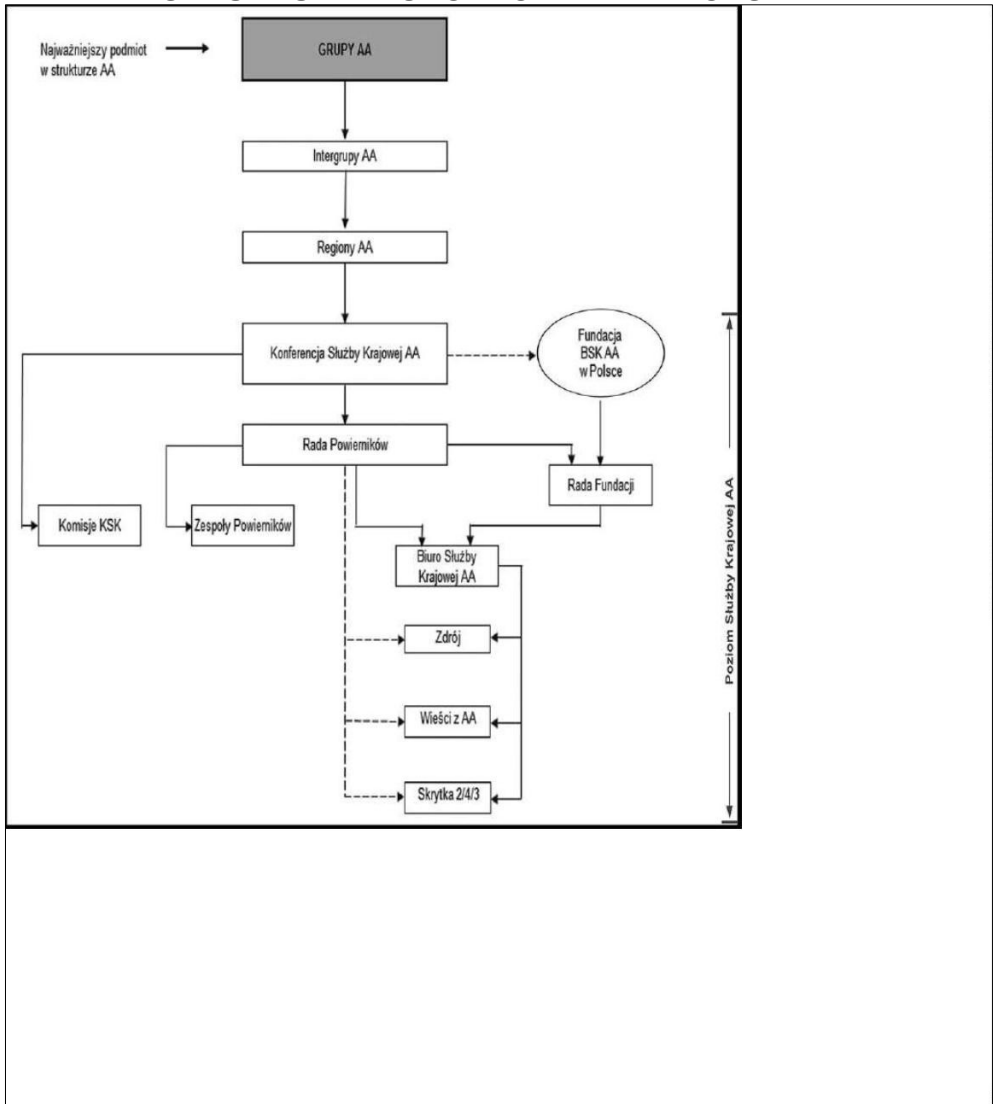 Najważniejszy podmiot
w strukturze AA
GRUPY AA
Intergrupy AA
Regiony AA
Konferencja Służby Krajowej AA
Fundacja
BSK AA
w Polsce
Rada Powierników
Rada Fundacji
Komisje KSK
Zespoły Powierników
Biuro Służby
Krajowej AA
Zdrój
Wieści z AA
Skrytka 2/4/3
Poziom Służby Krajowej AA